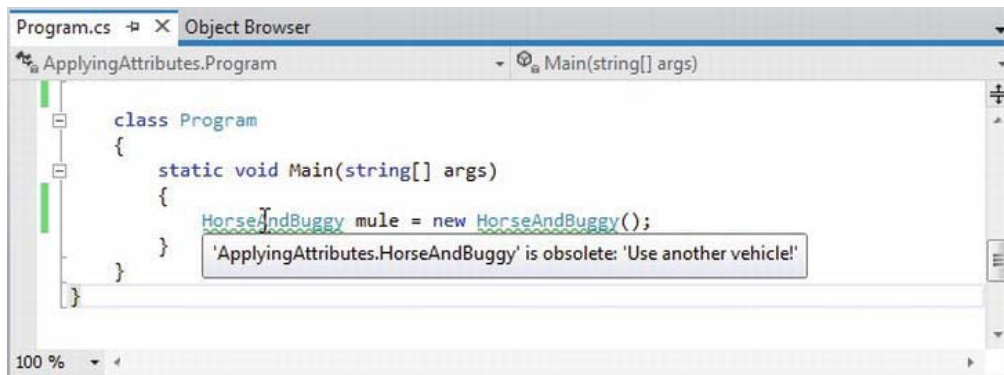 Program.cs Object Browser
ApplyingAttributes.Program Main(string[] args)
class Program
{
static void Main(string[] args)
{
HorseAndBuggy mule = new HorseAndBuggy();
}
'ApplyingAttributes.HorseAndBuggy' is obsolete: 'Use another vehicle!'
}
}
100 %